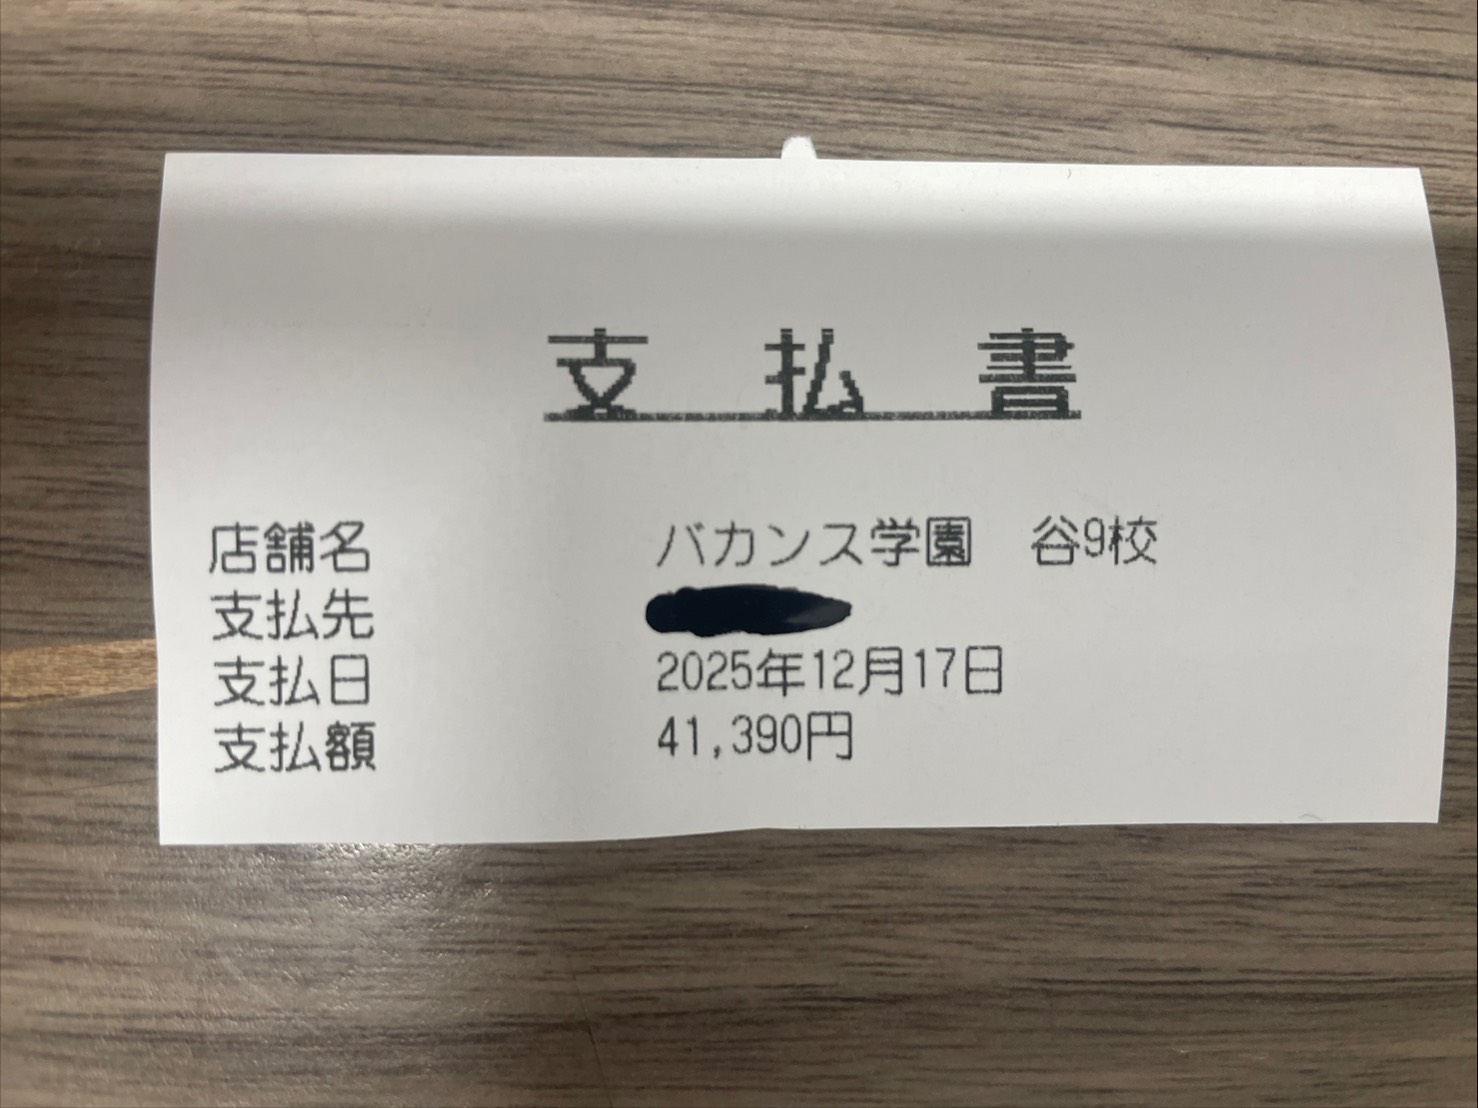 支払書
店舗名 バカンス学園 谷9校
支払先
支払日 2025年12月17日
支払額 41,390円